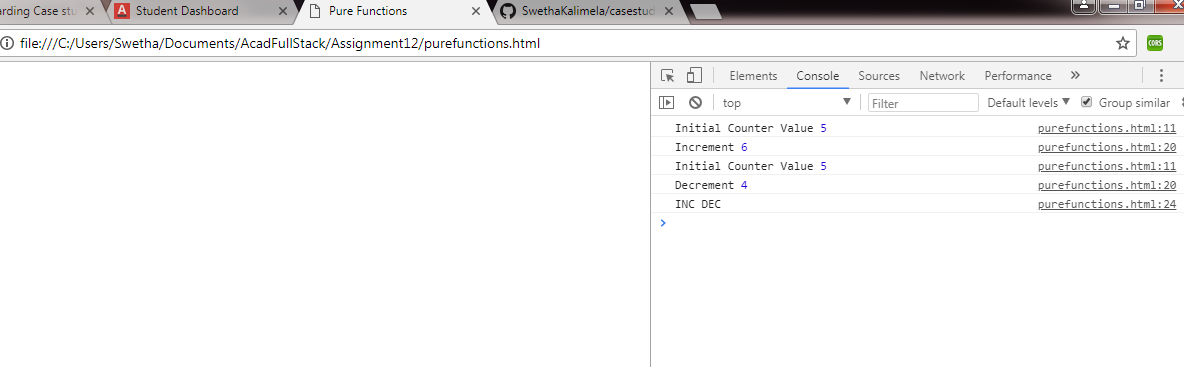 arding Case stu Student Dashboard Pure Functions SwethaKalimela/casestud
file:///C:/Users/Swetha/Documents/AcadFullStack/Assignment12/purefunctions.html CORS
Elements Console Sources Network Performance »
top Filter Default levels Group similar
Initial Counter Value 5 purefunctions.html:11
Increment 6 purefunctions.html:20
Initial Counter Value 5 purefunctions.html:11
Decrement 4 purefunctions.html:20
INC DEC purefunctions.html:24
>